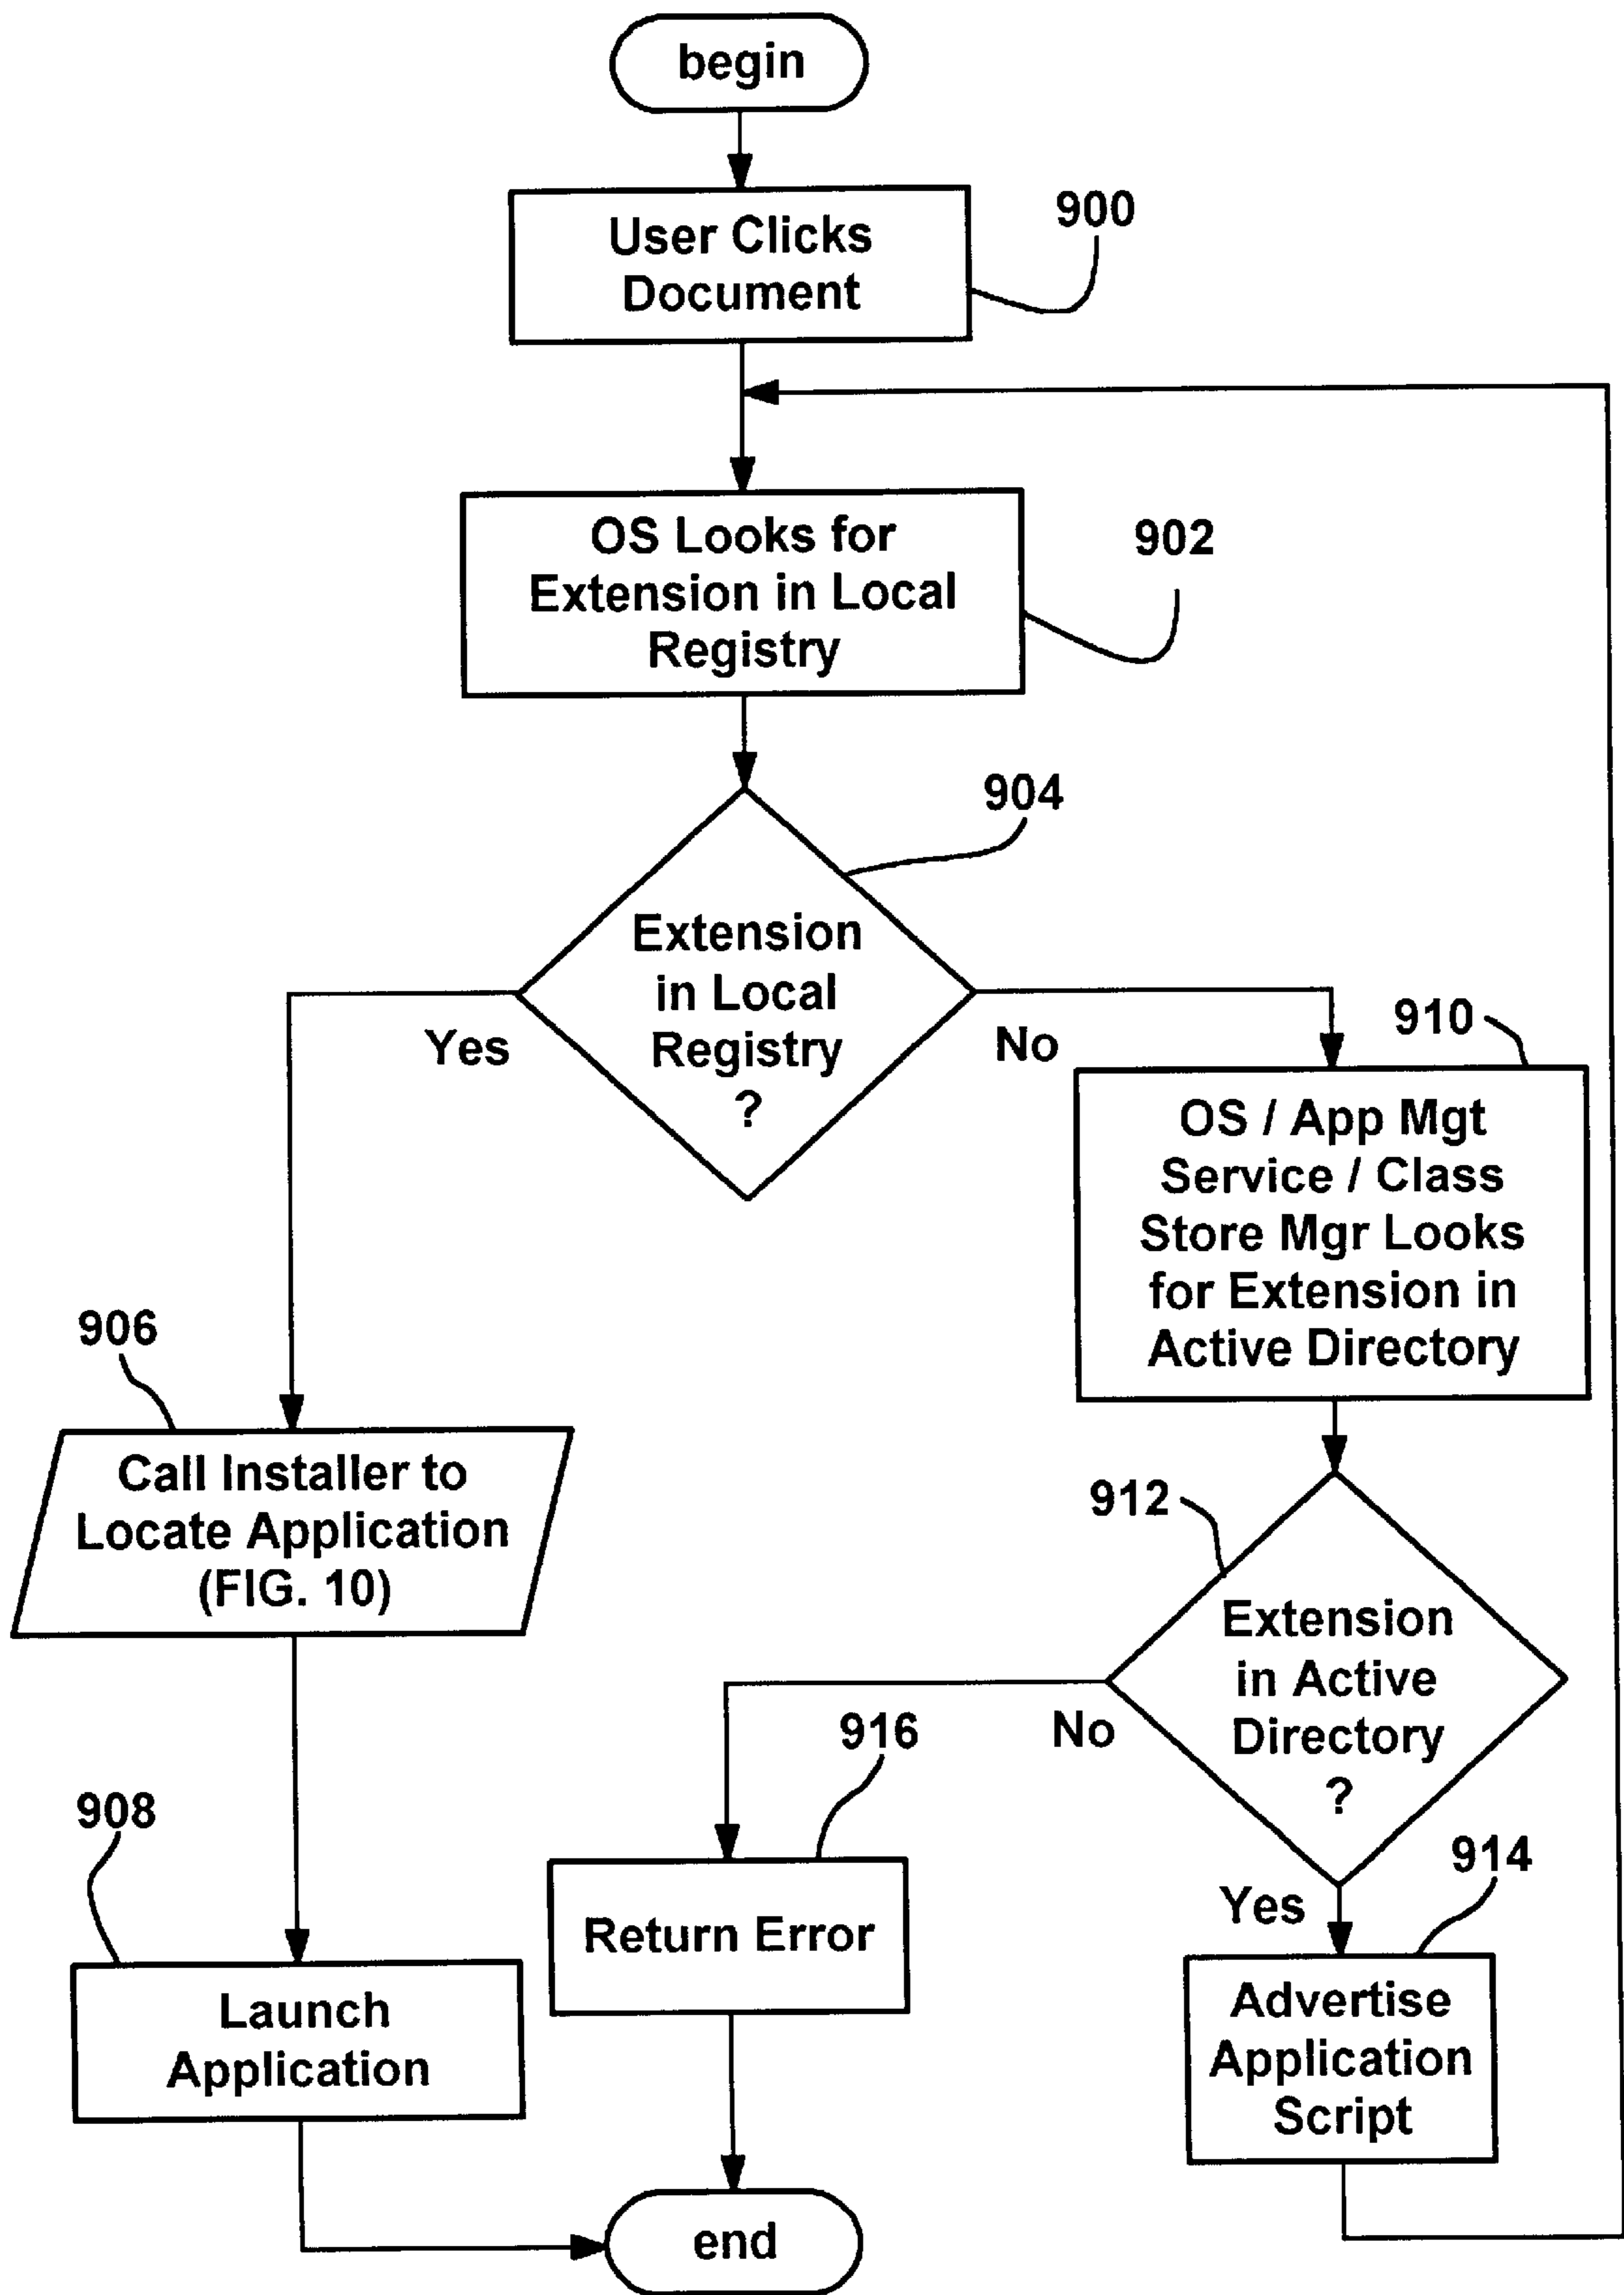 begin
User Clicks
Document
900
OS Looks for
Extension in Local
Registry
902
904
Extension
in Local
Registry
?
Yes
No
910
OS / App Mgt
Service / Class
Store Mgr Looks
for Extension in
Active Directory
906
Call Installer to
Locate Application
(FIG. 10)
912
Extension
in Active
Directory
?
No
Yes
916
Return Error
908
Launch
Application
914
Advertise
Application
Script
end